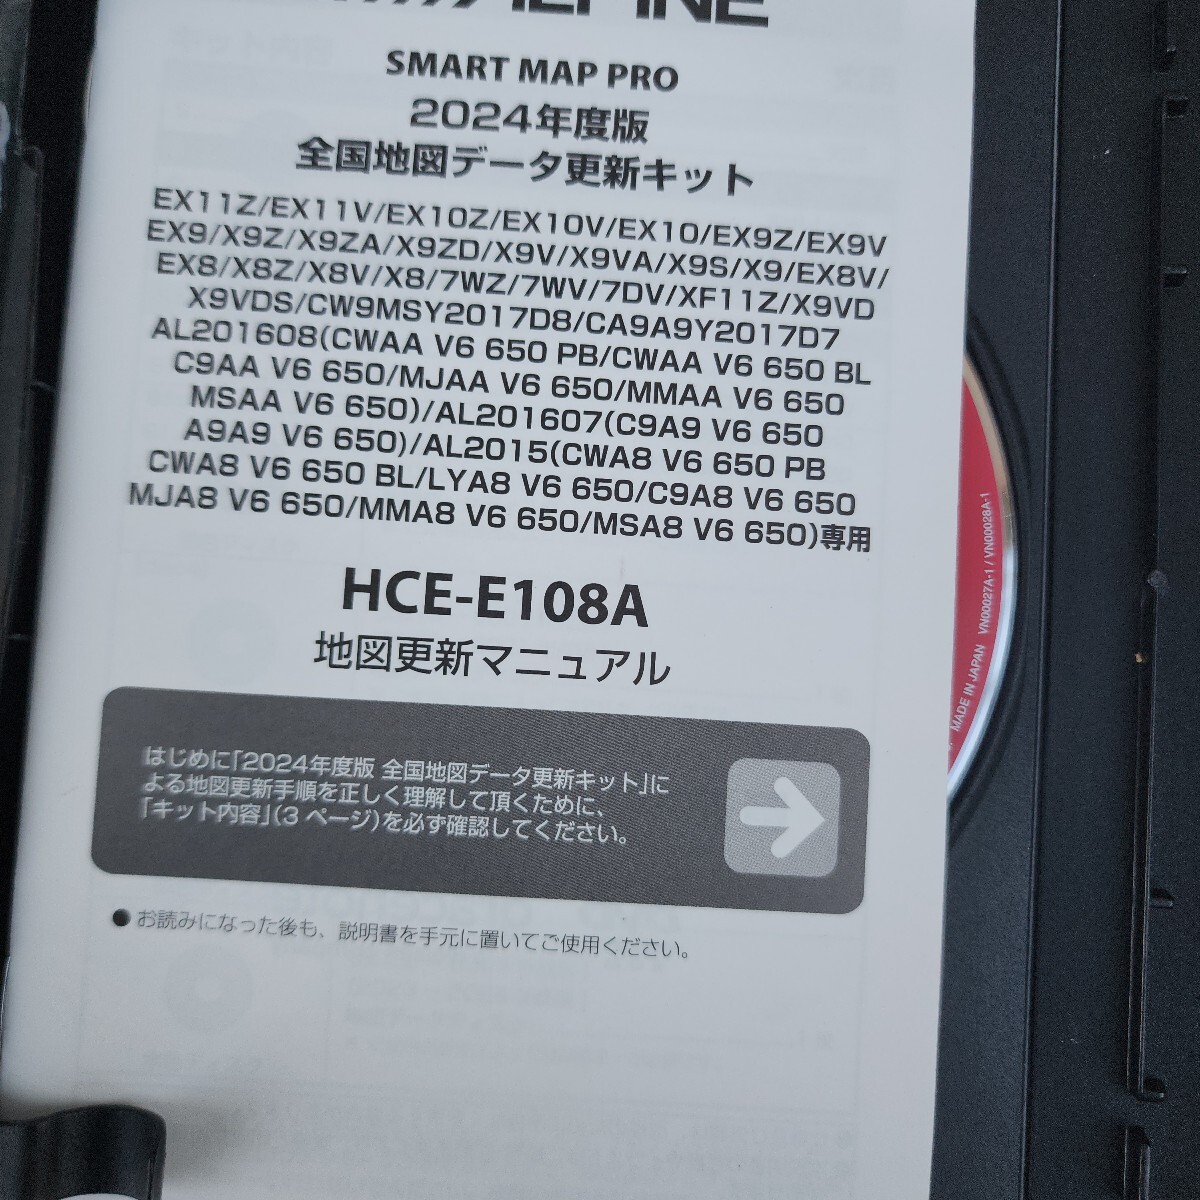 ALPINE
SMART MAP PRO
2024年度版
全国地図データ更新キット
EX11Z/EX11V/EX10Z/EX10V/EX10/EX9Z/EX9V
EX9/X9Z/X9ZA/X9ZD/X9V/X9VA/X9S/X9/EX8V/
EX8/X8Z/X8V/X8/7WZ/7WV/7DV/XF11Z/X9VD
X9VDS/CW9MSY2017D8/CA9A9Y2017D7
AL201608(CWAA V6 650 PB/CWAA V6 650 BL
C9AA V6 650/MJAA V6 650/MMAA V6 650
MSAA V6 650)/AL201607(C9A9 V6 650
A9A9 V6 650)/AL2015(CWA8 V6 650 PB
CWA8 V6 650 BL/LYA8 V6 650/C9A8 V6 650
MJA8 V6 650/MMA8 V6 650/MSA8 V6 650)専用
HCE-E108A
地図更新マニュアル
はじめに「2024年度版 全国地図データ更新キット」に
よる地図更新手順を正しく理解して頂くために、
「キット内容」(3 ページ)を必ず確認してください。
●お読みになった後も、説明書を手元に置いてご使用ください。
MADE IN JAPAN VN00027A-1 / VN00028A-1